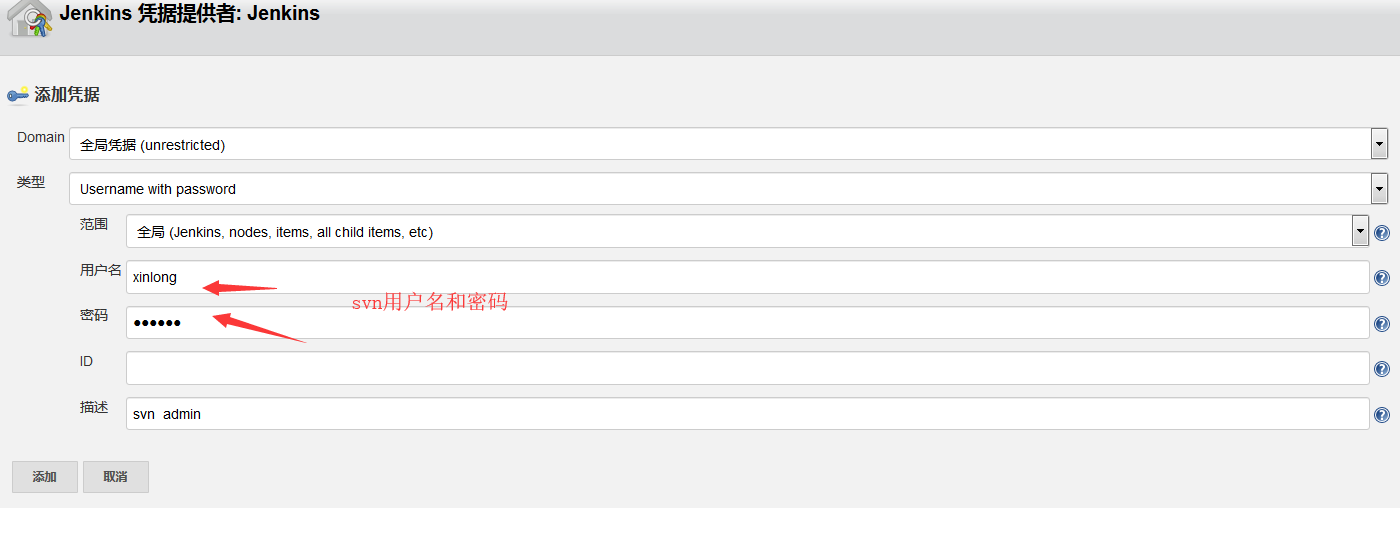 Jenkins 凭据提供者: Jenkins
添加凭据
Domain 全局凭据 (unrestricted)
类型 Username with password
范围 全局 (Jenkins, nodes, items, all child items, etc)
用户名 xinlong
svn用户名和密码
密码 ●●●●●●
ID
描述 svn admin
添加 取消